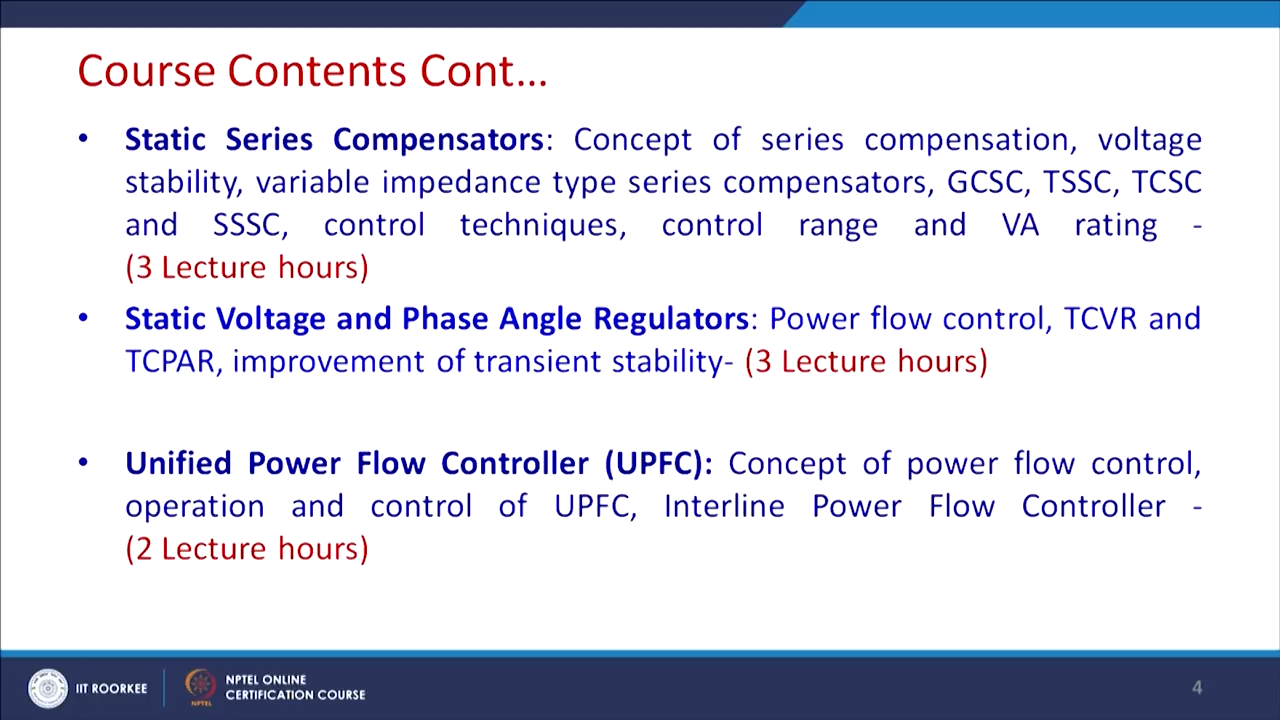 Course Contents Cont...
• Static Series Compensators: Concept of series compensation, voltage
stability, variable impedance type series compensators, GCSC, TSSC, TCSC
and SSSC, control techniques, control range and VA rating -
(3 Lecture hours)
• Static Voltage and Phase Angle Regulators: Power flow control, TCVR and
TCPAR, improvement of transient stability- (3 Lecture hours)
• Unified Power Flow Controller (UPFC): Concept of power flow control,
operation and control of UPFC, Interline Power Flow Controller -
(2 Lecture hours)
IIT ROORKEE
NPTEL
NPTEL ONLINE
CERTIFICATION COURSE
4